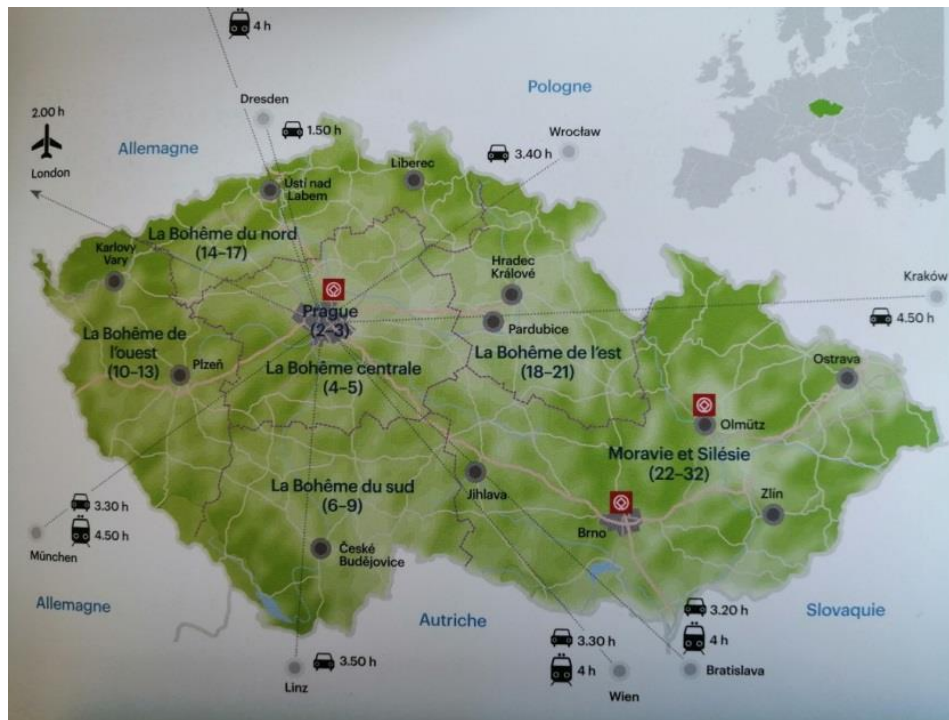 4 h
Dresden
1.50 h
Pologne
2.00 h
London
Allemagne
Wrocław
3.40 h
Liberec
Ústí nad
Labem
La Bohême du nord
(14–17)
Karlovy
Vary
Hradec
Králové
Kraków
4.50 h
Prague
(2–3)
Pardubice
La Bohême de
l'ouest
(10–13)
Plzeň
La Bohême centrale
(4–5)
La Bohême de l'est
(18–21)
Ostrava
Olmütz
Moravie et Silésie
(22–32)
La Bohême du sud
(6–9)
Jihlava
Zlín
Brno
3.30 h
4.50 h
München
České
Budějovice
Allemagne
Autriche
Slovaquie
3.20 h
4 h
Bratislava
3.30 h
4 h
Wien
3.50 h
Linz